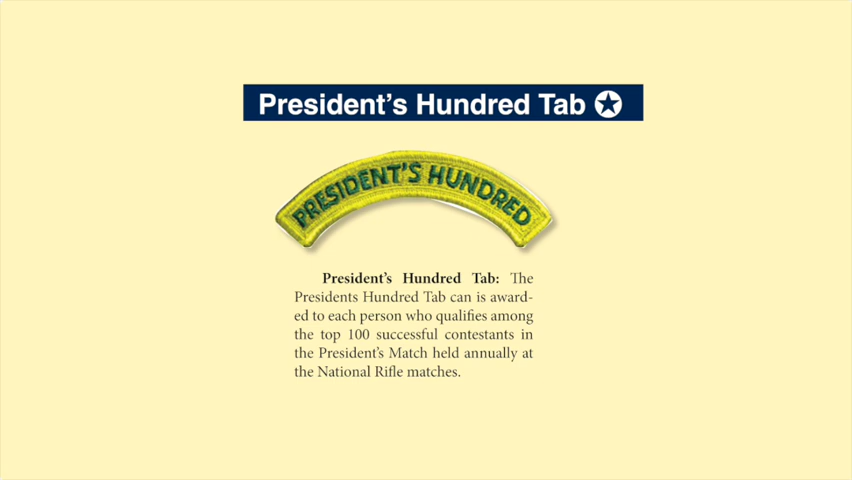 President's Hundred Tab
PRESIDENT'S HUNDRED
President's Hundred Tab: The
Presidents Hundred Tab can is award-
ed to each person who qualifies among
the top 100 successful contestants in
the President's Match held annually at
the National Rifle matches.